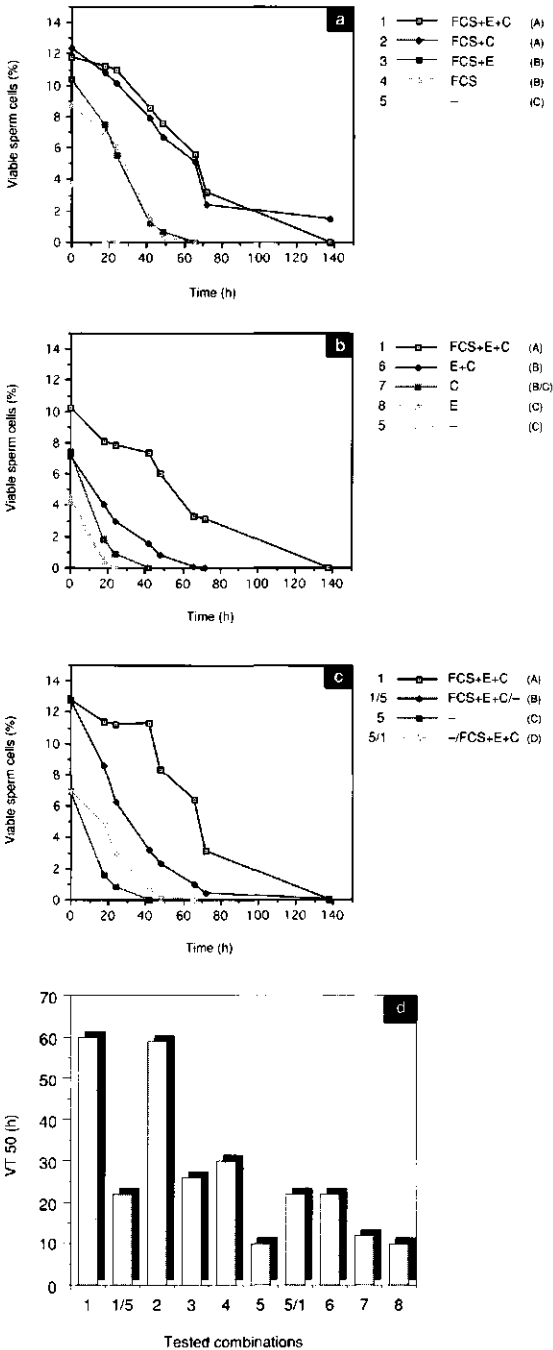 a
14
12
10
8
6
4
2
0
0 20 40 60 80 100 120 140
Viable sperm cells (%)
Time (h)
1 FCS+E+C (A)
2 FCS+C (A)
3 FCS+E (B)
4 FCS (B)
5 – (C)
b
14
12
10
8
6
4
2
0
0 20 40 60 80 100 120 140
Viable sperm cells (%)
Time (h)
1 FCS+E+C (A)
6 E+C (B)
7 C (B/C)
8 E (C)
5 – (C)
c
14
12
10
8
6
4
2
0
0 20 40 60 80 100 120 140
Viable sperm cells (%)
Time (h)
1 FCS+E+C (A)
1/5 FCS+E+C/– (B)
5 – (C)
5/1 –/FCS+E+C (D)
d
70
60
50
40
30
20
10
0
VT 50 (h)
1 1/5 2 3 4 5 5/1 6 7 8
Tested combinations